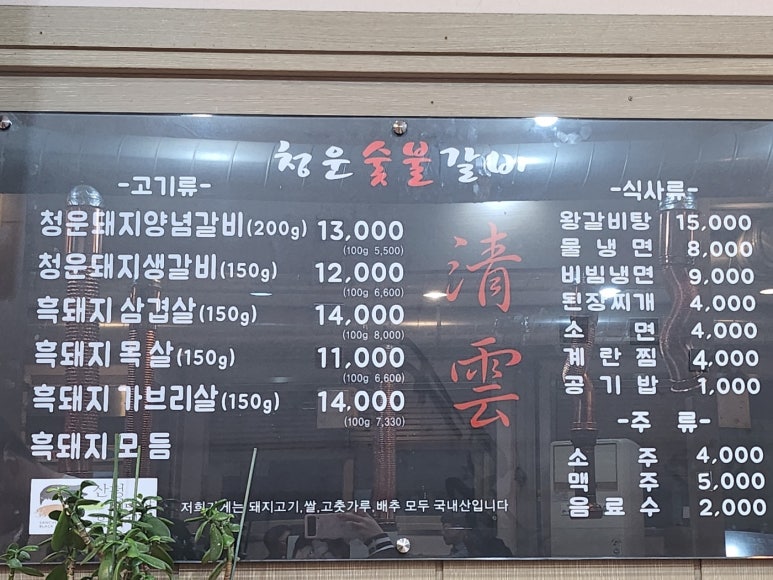 청운숯불갈비
-고기류-
청운돼지양념갈비(200g) 13,000
(100g 5,500)
청운돼지생갈비(150g) 12,000
(100g 6,600)
흑돼지 삼겹살(150g) 14,000
(100g 8,000)
흑돼지 목살(150g) 11,000
(100g 6,600)
흑돼지 가브리살(150g) 14,000
(100g 7,330)
흑돼지 모듬
저희 는 돼지고기,쌀,고춧가루,배추 모두 국내산입니다
清
雲
-식사류-
왕갈비탕 15,000
물냉면 8,000
비빔냉면 9,000
된장찌개 4,000
소면 4,000
계란찜 4,000
공기밥 1,000
-주류-
소주 4,000
맥주 5,000
음료수 2,000